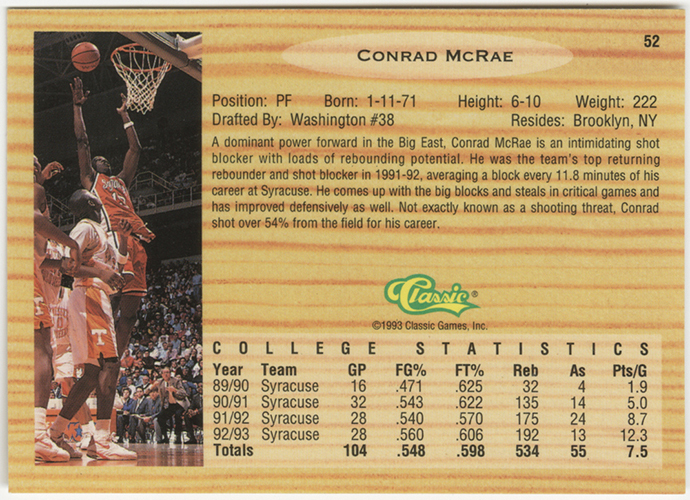 52
CONRAD MCRAE
Position: PF Born: 1-11-71 Height: 6-10 Weight: 222
Drafted By: Washington #38 Resides: Brooklyn, NY
A dominant power forward in the Big East, Conrad McRae is an intimidating shot
blocker with loads of rebounding potential. He was the team's top returning
rebounder and shot blocker in 1991-92, averaging a block every 11.8 minutes of his
career at Syracuse. He comes up with the big blocks and steals in critical games and
has improved defensively as well. Not exactly known as a shooting threat, Conrad
shot over 54% from the field for his career.
Classic®
©1993 Classic Games, Inc.
COLLEGE STATISTICS
Year Team GP FG% FT% Reb As Pts/G
89/90 Syracuse 16 .471 .625 32 4 1.9
90/91 Syracuse 32 .543 .622 135 14 5.0
91/92 Syracuse 28 .540 .570 175 24 8.7
92/93 Syracuse 28 .560 .606 192 13 12.3
Totals 104 .548 .598 534 55 7.5
T